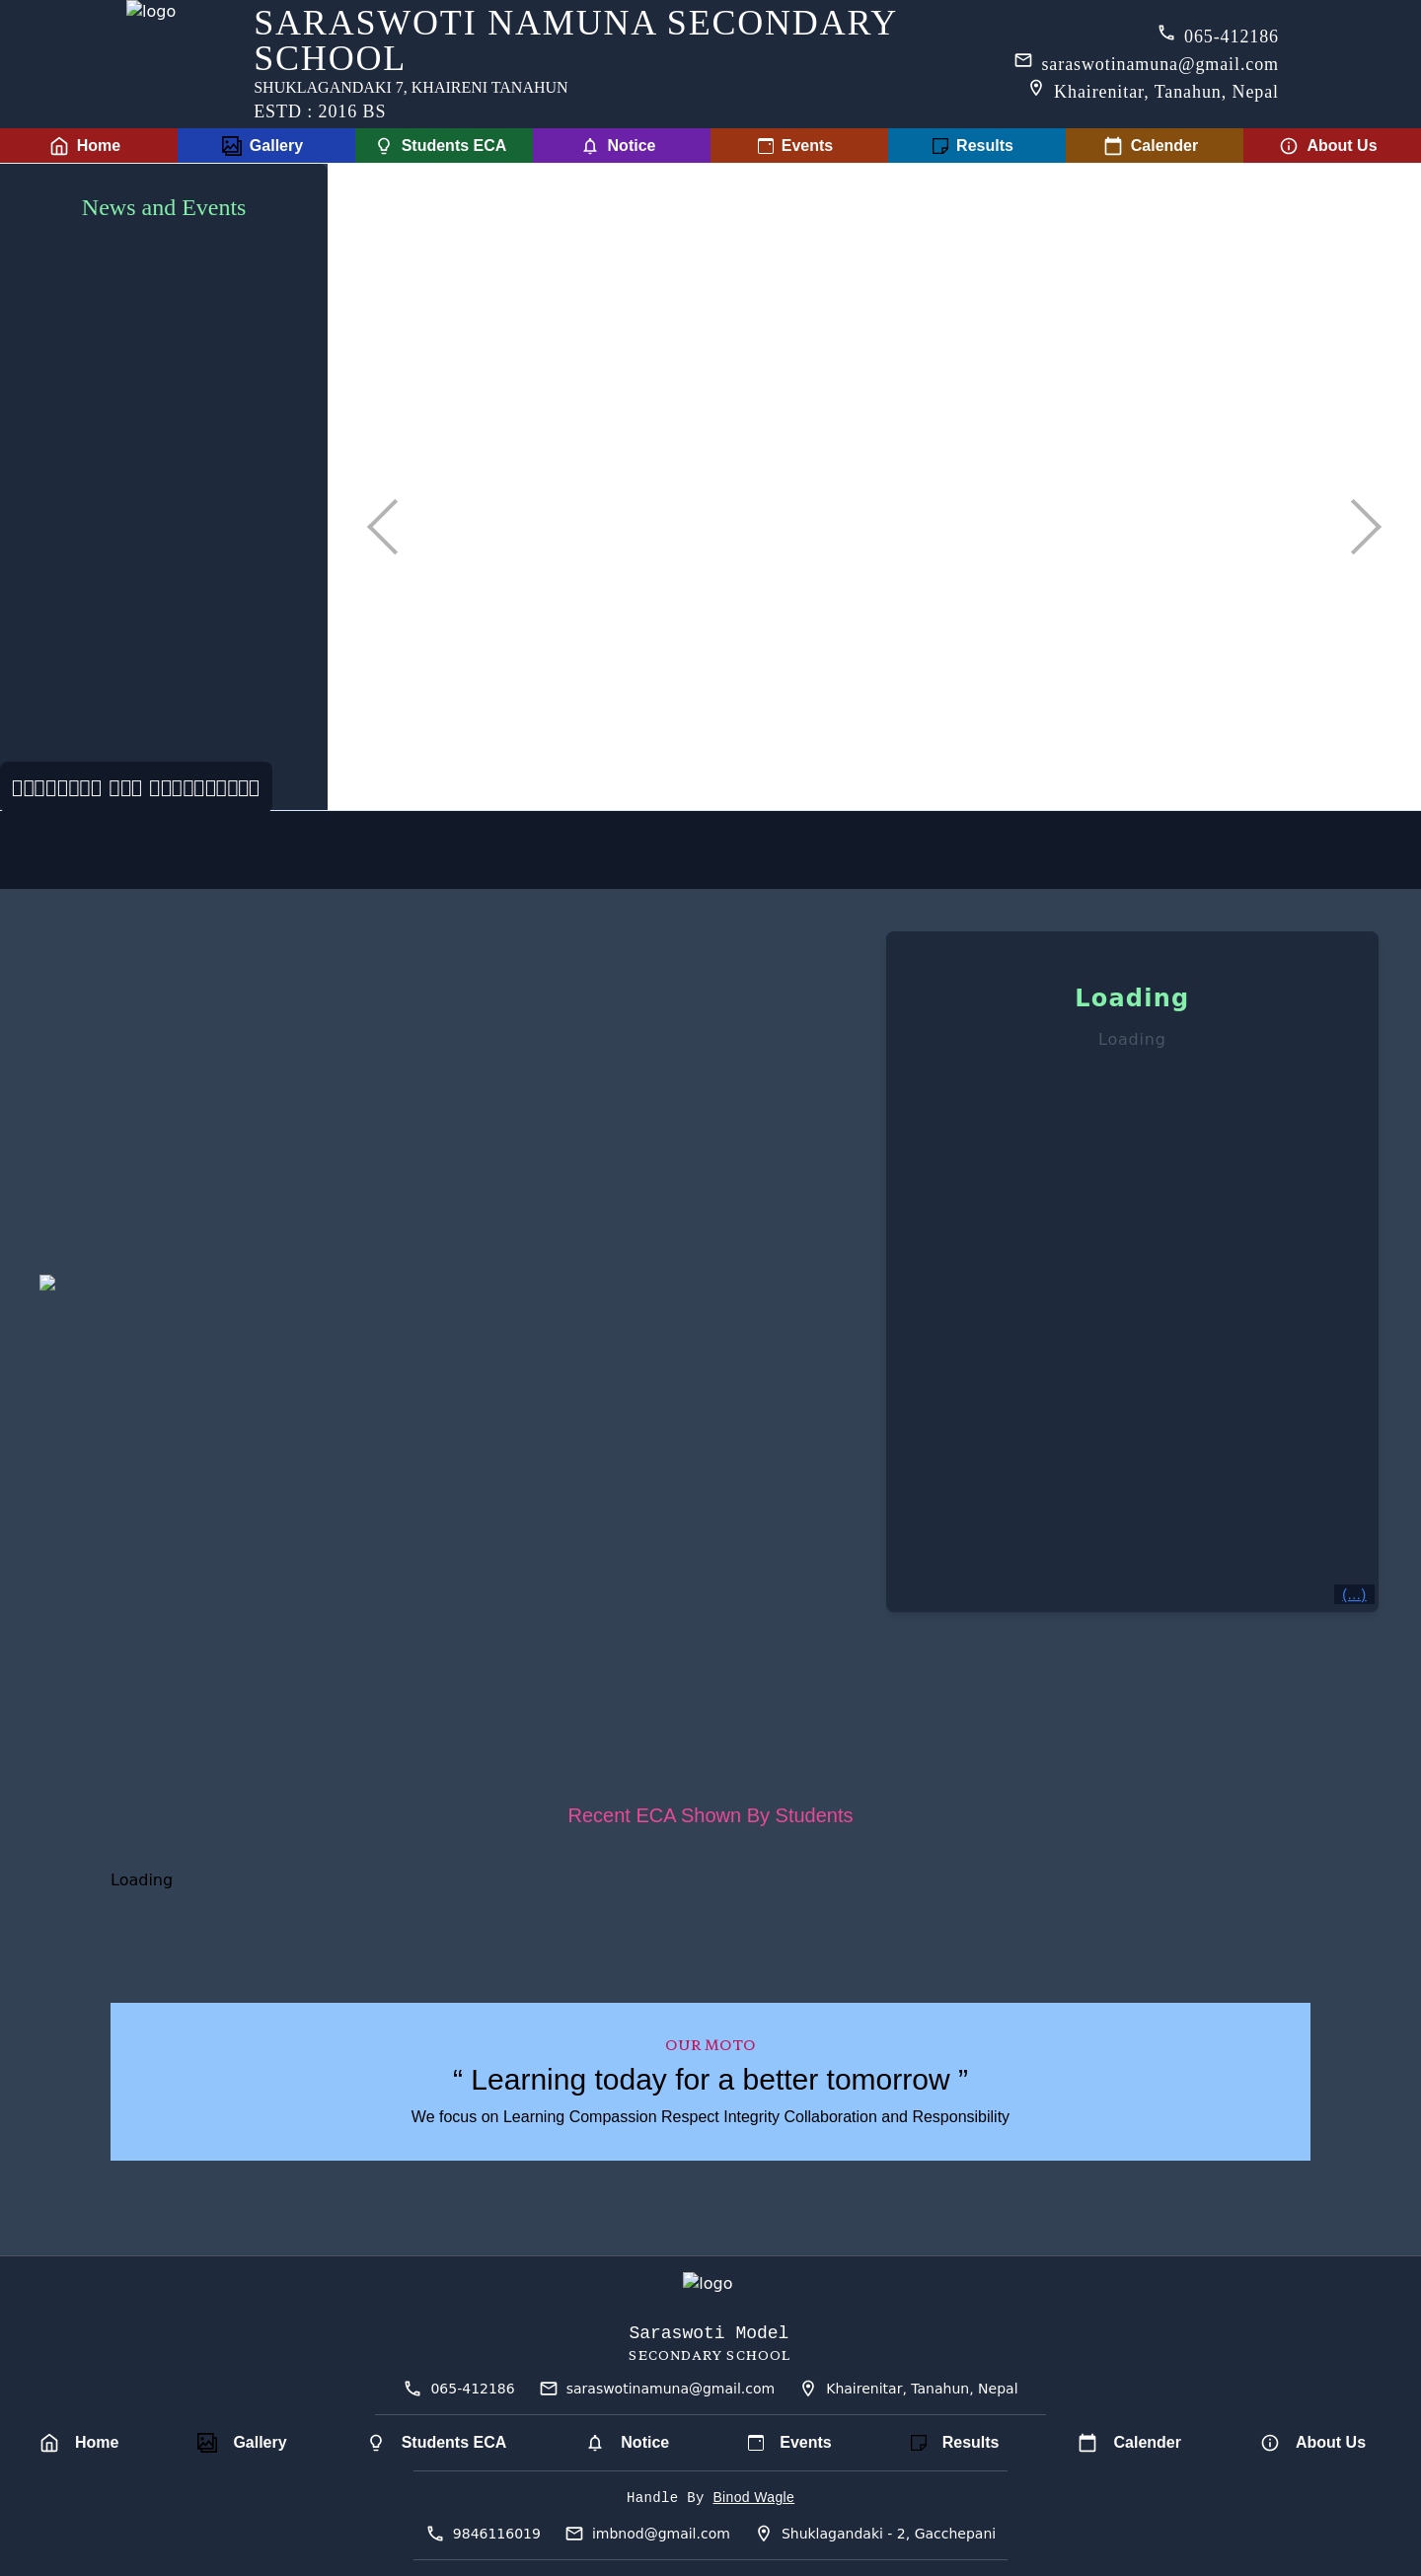 logo
SARASWOTI NAMUNA SECONDARY
SCHOOL
SHUKLAGANDAKI 7, KHAIRENI TANAHUN
ESTD : 2016 BS
065-412186
saraswotinamuna@gmail.com
Khairenitar, Tanahun, Nepal
Home Gallery Students ECA Notice Events Results Calender About Us
News and Events
Loading
Loading
(...)
Recent ECA Shown By Students
Loading
OUR MOTO
“ Learning today for a better tomorrow ”
We focus on Learning Compassion Respect Integrity Collaboration and Responsibility
logo
Saraswoti Model
SECONDARY SCHOOL
065-412186 saraswotinamuna@gmail.com Khairenitar, Tanahun, Nepal
Home Gallery Students ECA Notice Events Results Calender About Us
Handle By Binod Wagle
9846116019 imbnod@gmail.com Shuklagandaki - 2, Gacchepani